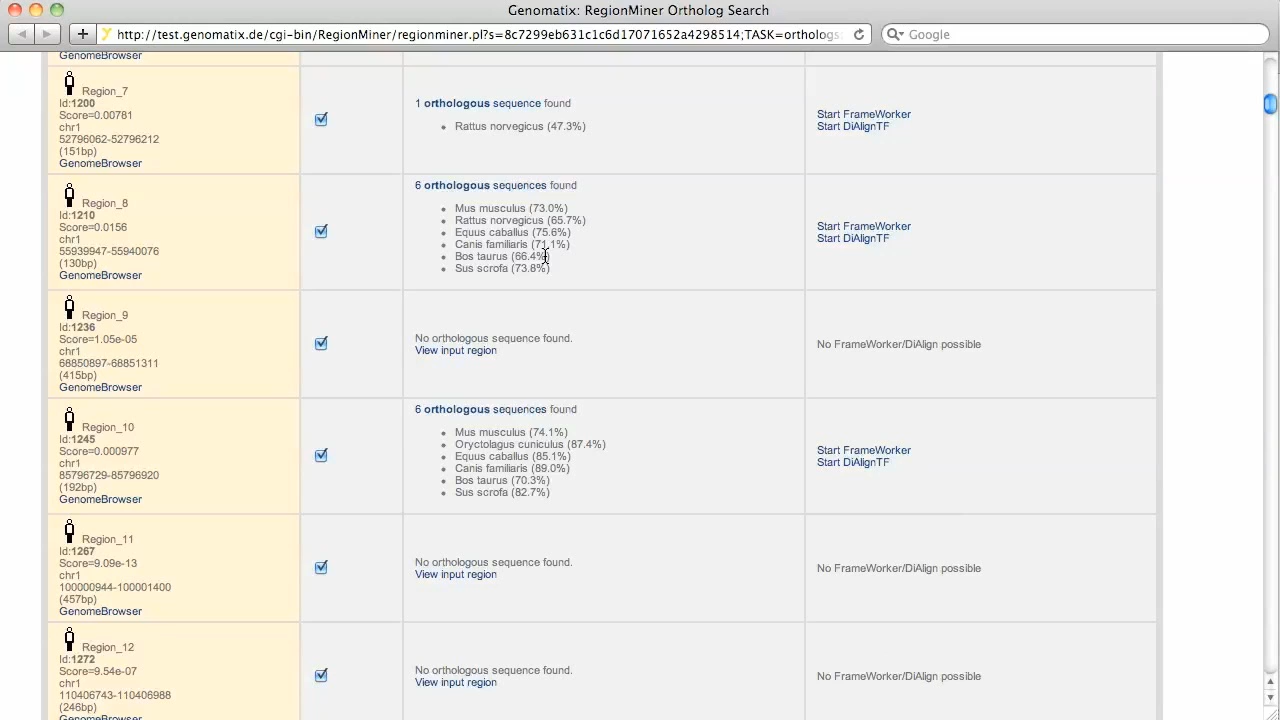 Genomatix: RegionMiner Ortholog Search
http://test.genomatix.de/cgi-bin/RegionMiner/regionminer.pl?s=8c7299eb631c1c6d17071652a4298514;TASK=ortholog
Google
GenomeBrowser
Region_7
Id:1200
Score=0.00781
chr1
52796062-52796212
(151bp)
GenomeBrowser
1 orthologous sequence found
• Rattus norvegicus (47.3%)
Start FrameWorker
Start DiAlignTF
Region_8
Id:1210
Score=0.0156
chr1
55939947-55940076
(130bp)
GenomeBrowser
6 orthologous sequences found
• Mus musculus (73.0%)
• Rattus norvegicus (65.7%)
• Equus caballus (75.6%)
• Canis familiaris (71.1%)
• Bos taurus (66.4%)
• Sus scrofa (73.8%)
Start FrameWorker
Start DiAlignTF
Region_9
Id:1236
Score=1.05e-05
chr1
68850897-68851311
(415bp)
GenomeBrowser
No orthologous sequence found.
View input region
No FrameWorker/DiAlign possible
Region_10
Id:1245
Score=0.000977
chr1
85796729-85796920
(192bp)
GenomeBrowser
6 orthologous sequences found
• Mus musculus (74.1%)
• Oryctolagus cuniculus (87.4%)
• Equus caballus (85.1%)
• Canis familiaris (89.0%)
• Bos taurus (70.3%)
• Sus scrofa (82.7%)
Start FrameWorker
Start DiAlignTF
Region_11
Id:1267
Score=9.09e-13
chr1
100000944-100001400
(457bp)
GenomeBrowser
No orthologous sequence found.
View input region
No FrameWorker/DiAlign possible
Region_12
Id:1272
Score=9.54e-07
chr1
110406743-110406988
(246bp)
GenomeBrowser
No orthologous sequence found.
View input region
No FrameWorker/DiAlign possible